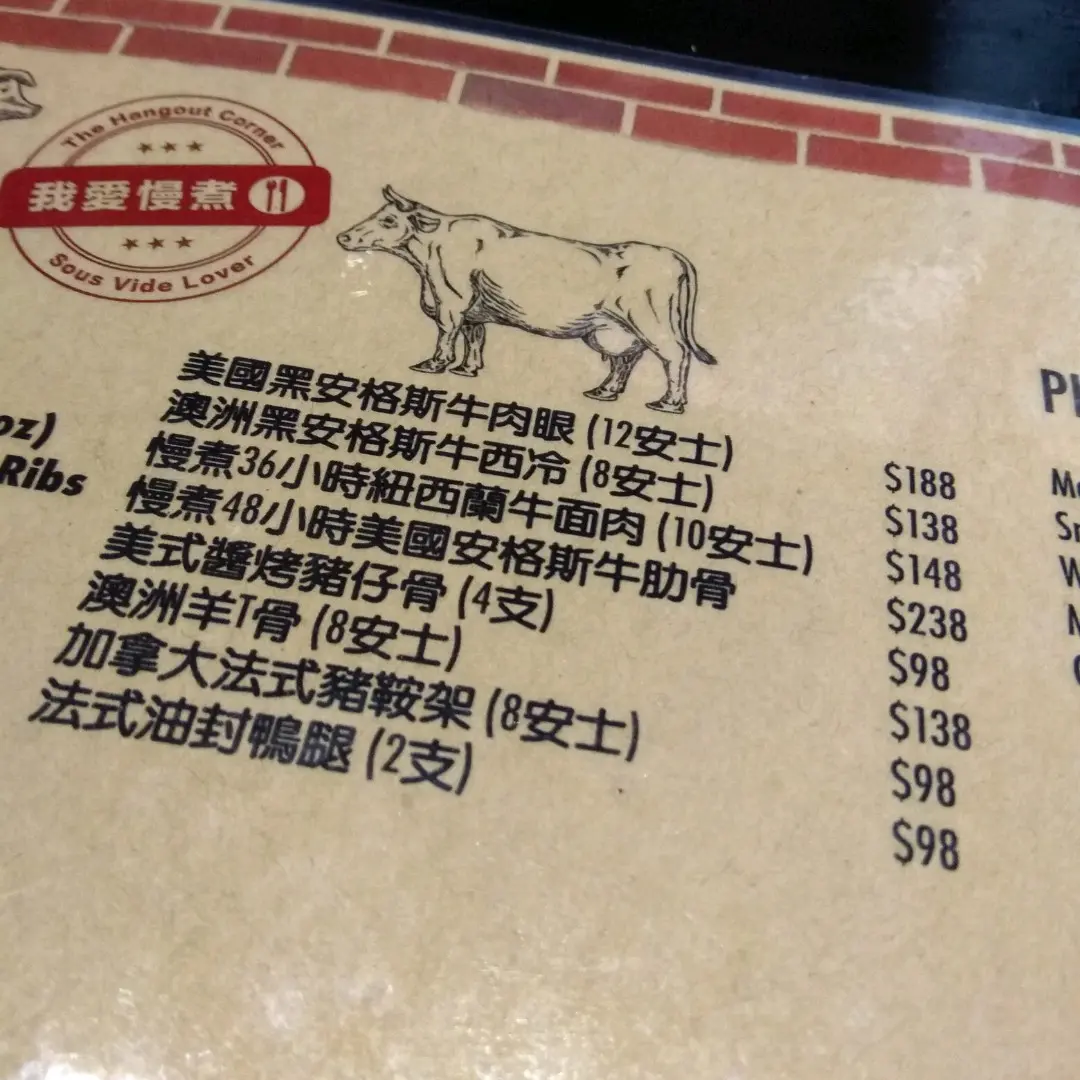 The Hangout Corner
我愛慢煮
Sous Vide Lover
oz)
Ribs
美國黑安格斯牛肉眼 (12安士) $188
澳洲黑安格斯牛西冷 (8安士) $138
慢煮36小時紐西蘭牛面肉 (10安士) $148
慢煮48小時美國安格斯牛肋骨 $238
美式醬烤豬仔骨 (4支) $98
澳洲羊T骨 (8安士) $138
加拿大法式豬鞍架 (8安士) $98
法式油封鴨腿 (2支) $98